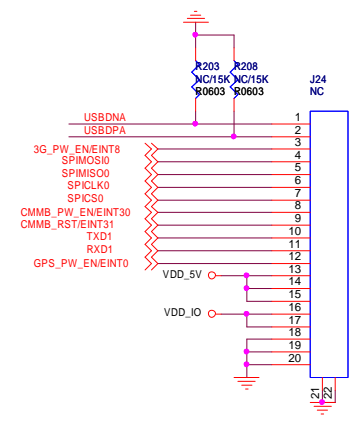 R203 R208
NC/15K NC/15K J24
R0603 R0603 NC
USBDNA 1
USBDPA 2
3G_PW_EN/EINT8 3
SPIMOSI0 4
SPIMISO0 5
SPICLK0 6
SPICS0 7
CMMB_PW_EN/EINT30 8
CMMB_RST/EINT31 9
TXD1 10
RXD1 11
GPS_PW_EN/EINT0 12
VDD_5V 13
14
15
VDD_IO 16
17
18
19
20
21
22